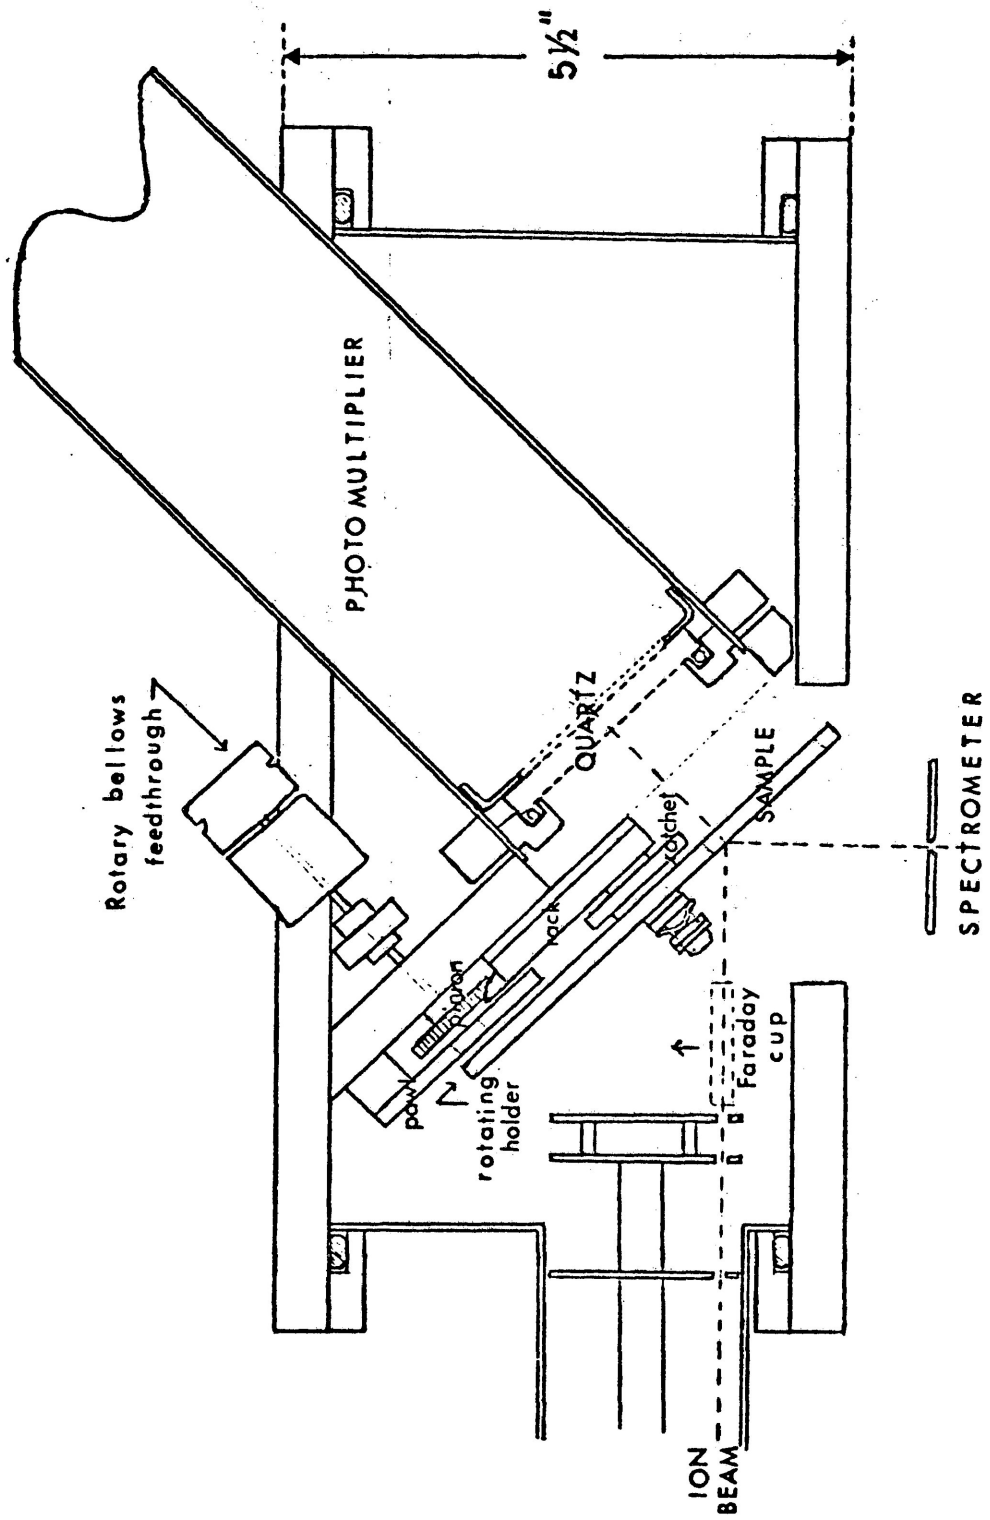 Rotary bellows
feedthrough
PHOTOMULTIPLIER
5½"
QUARTZ
SAMPLE
ratchet
rack
pinion
pawl
rotating
holder
Faraday
cup
ION
BEAM
SPECTROMETER